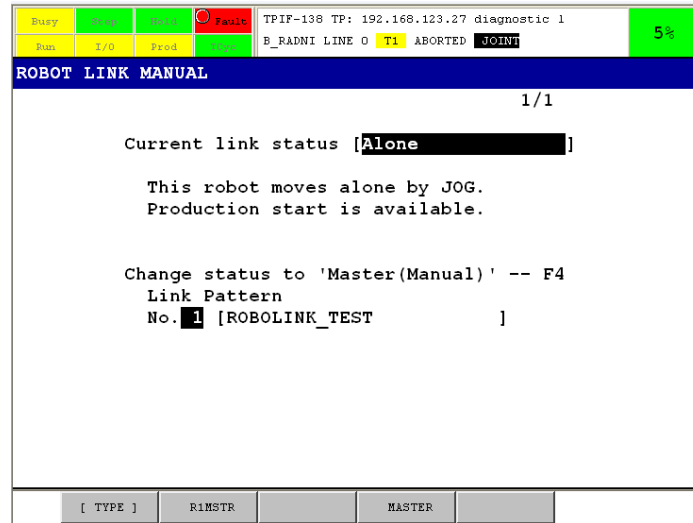 Busy Step Hold Fault TPIF-138 TP: 192.168.123.27 diagnostic l
Run I/O Prod TCyc B_RADNI LINE 0 T1 ABORTED JOINT 5%
ROBOT LINK MANUAL
1/1
Current link status [Alone ]
This robot moves alone by JOG.
Production start is available.
Change status to 'Master(Manual)' -- F4
Link Pattern
No. 1 [ROBOLINK_TEST ]
[ TYPE ] R1MSTR MASTER